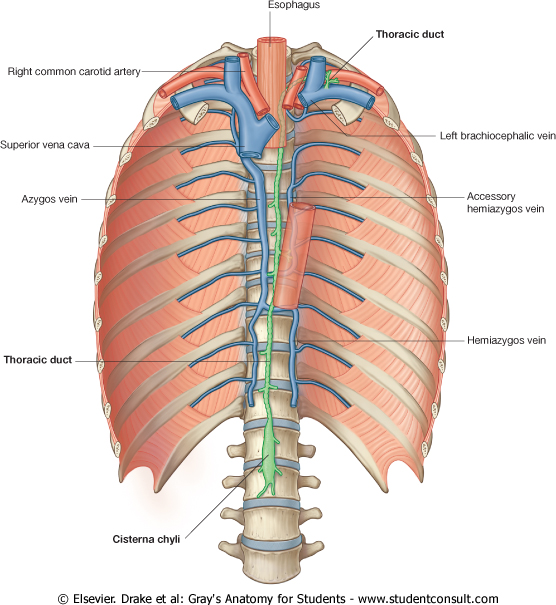 Esophagus
Thoracic duct
Right common carotid artery
Left brachiocephalic vein
Superior vena cava
Azygos vein
Accessory
hemiazygos vein
Hemiazygos vein
Thoracic duct
Cisterna chyli
© Elsevier. Drake et al: Gray's Anatomy for Students - www.studentconsult.com